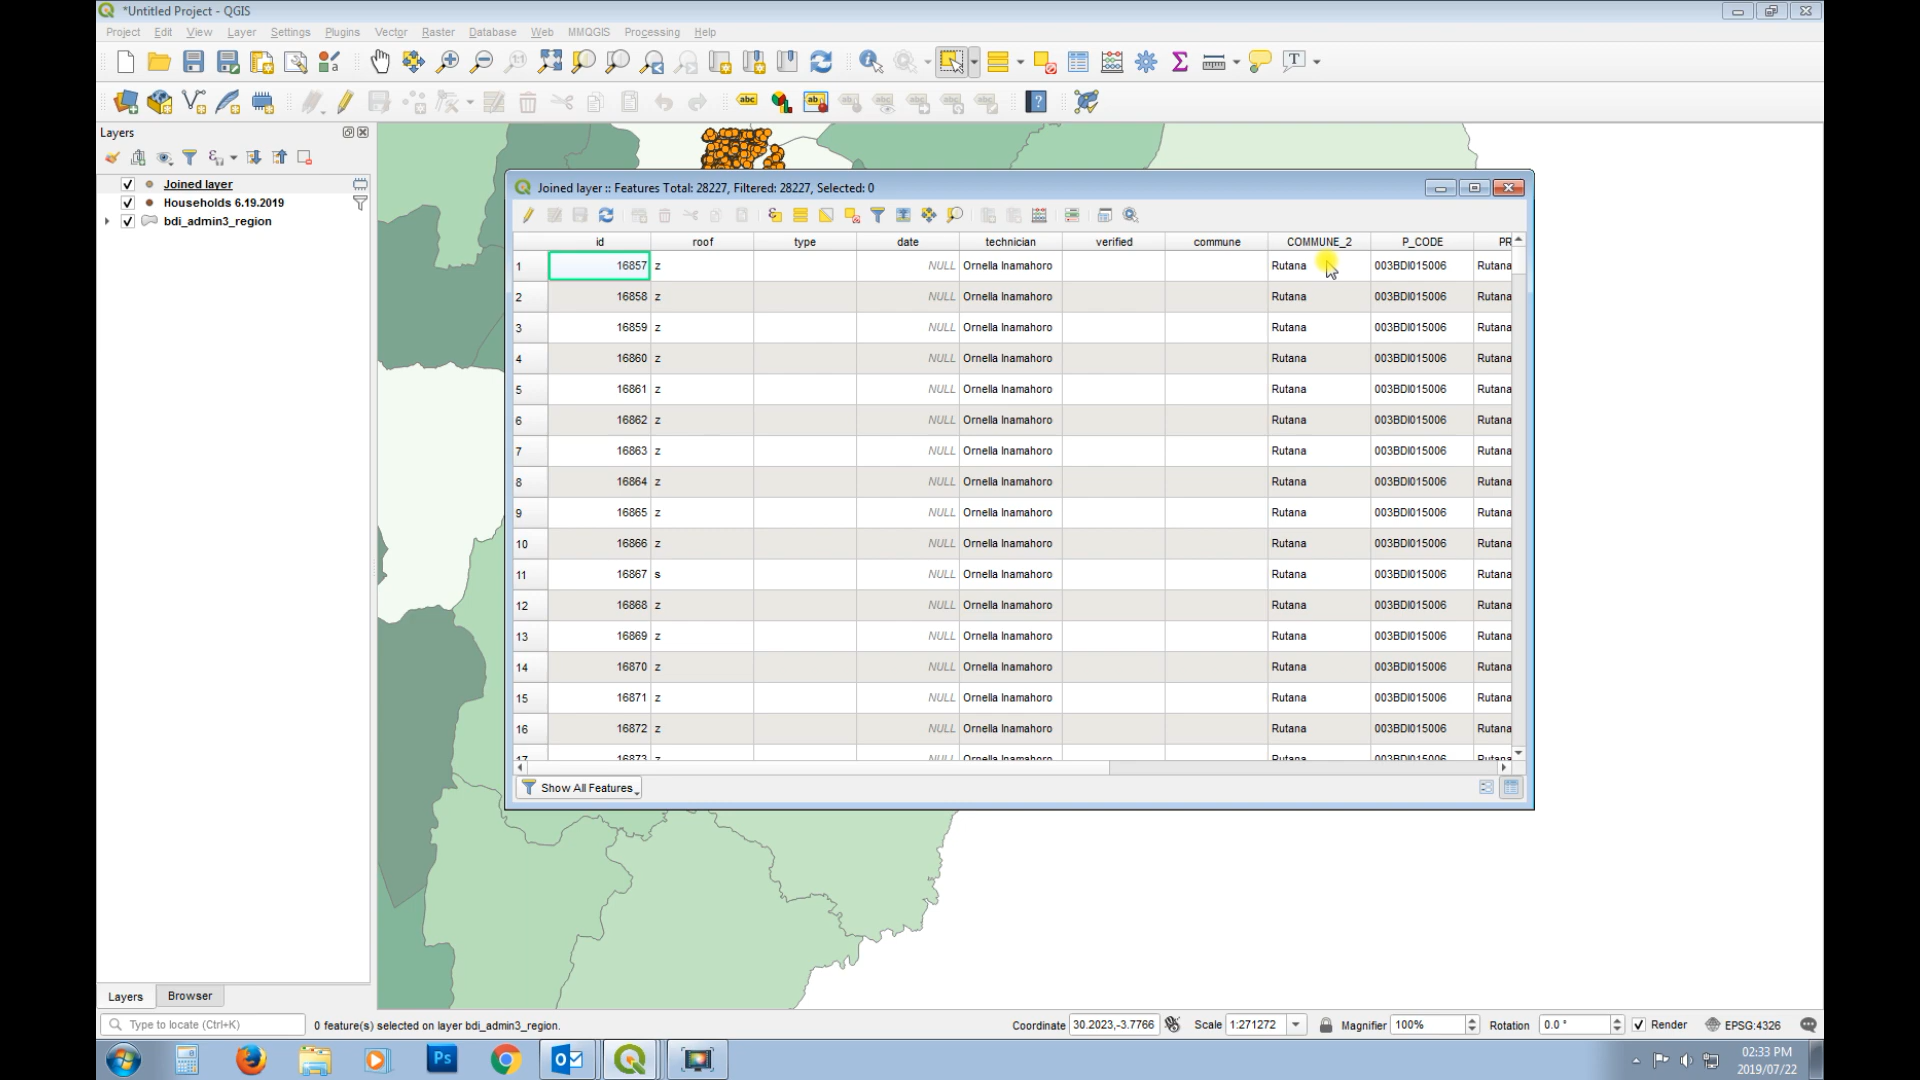 *Untitled Project - QGIS
Project Edit View Layer Settings Plugins Vector Raster Database Web MMQGIS Processing Help
Layers
Joined layer
Households 6.19.2019
bdi_admin3_region
Joined layer :: Features Total: 28227, Filtered: 28227, Selected: 0
id roof type date technician verified commune COMMUNE_2 P_CODE PR
1 16857 z NULL Ornella Inamahoro Rutana 003BDI015006 Rutana
2 16858 z NULL Ornella Inamahoro Rutana 003BDI015006 Rutana
3 16859 z NULL Ornella Inamahoro Rutana 003BDI015006 Rutana
4 16860 z NULL Ornella Inamahoro Rutana 003BDI015006 Rutana
5 16861 z NULL Ornella Inamahoro Rutana 003BDI015006 Rutana
6 16862 z NULL Ornella Inamahoro Rutana 003BDI015006 Rutana
7 16863 z NULL Ornella Inamahoro Rutana 003BDI015006 Rutana
8 16864 z NULL Ornella Inamahoro Rutana 003BDI015006 Rutana
9 16865 z NULL Ornella Inamahoro Rutana 003BDI015006 Rutana
10 16866 z NULL Ornella Inamahoro Rutana 003BDI015006 Rutana
11 16867 s NULL Ornella Inamahoro Rutana 003BDI015006 Rutana
12 16868 z NULL Ornella Inamahoro Rutana 003BDI015006 Rutana
13 16869 z NULL Ornella Inamahoro Rutana 003BDI015006 Rutana
14 16870 z NULL Ornella Inamahoro Rutana 003BDI015006 Rutana
15 16871 z NULL Ornella Inamahoro Rutana 003BDI015006 Rutana
16 16872 z NULL Ornella Inamahoro Rutana 003BDI015006 Rutana
17 16873 z NULL Ornella Inamahoro Rutana 003BDI015006 Rutana
Show All Features
Layers Browser
Type to locate (Ctrl+K) 0 feature(s) selected on layer bdi_admin3_region. Coordinate 30.2023,-3.7766 Scale 1:271272 Magnifier 100% Rotation 0.0 ° Render EPSG:4326
Ps
02:33 PM
2019/07/22